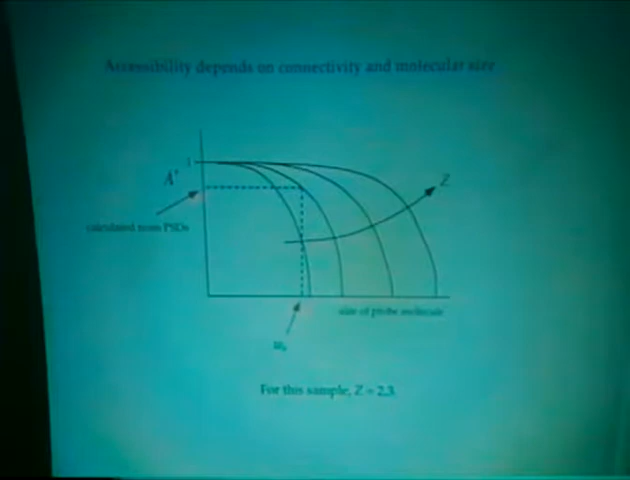 Accessibility depends on connectivity and molecular size
1
A*
Z
calculated from PSDs
size of probe molecule
For this sample, Z = 2.3